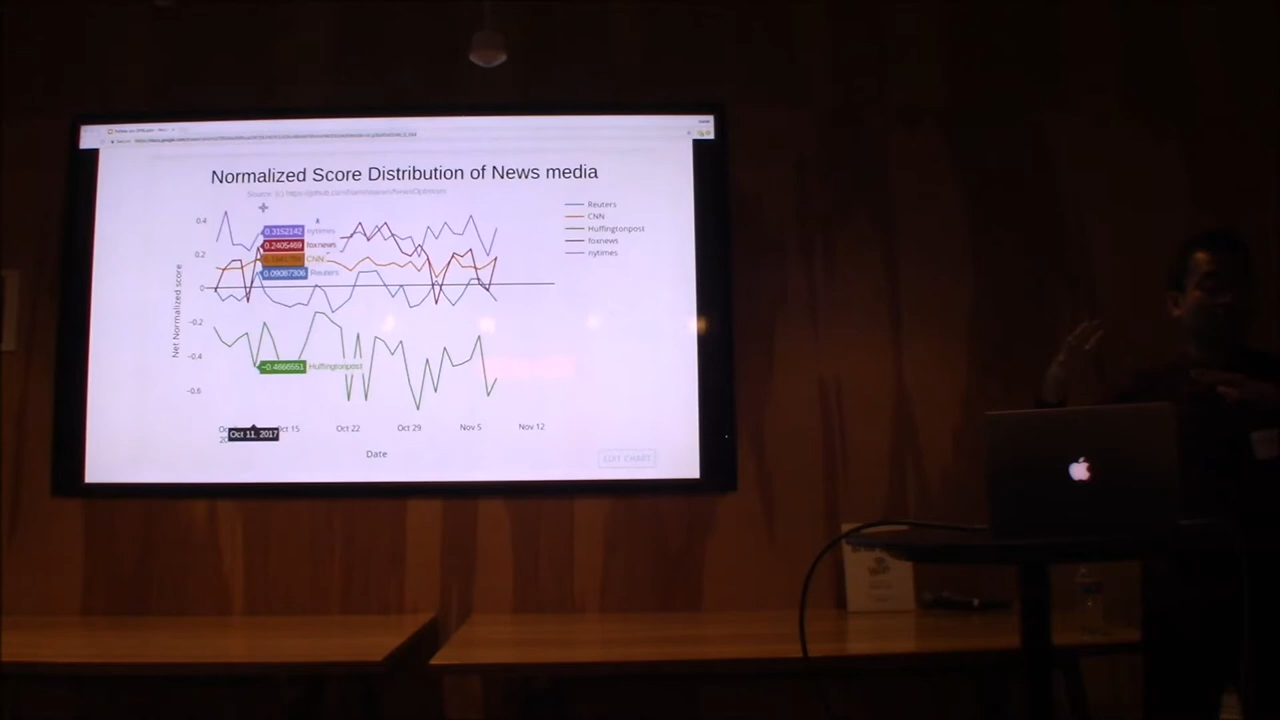 Normalized Score Distribution of News media
Reuters
CNN
Huffingtonpost
foxnews
nytimes
0.4
0.3152142 nytimes
0.2405469 foxnews
0.2
CNN
0.09087306 Reuters
0
−0.2
−0.4
−0.4666551 Huffingtonpost
−0.6
Net Normalized score
Oct 15
Oct 22
Oct 29
Nov 5
Nov 12
Oct 11, 2017
Date
EDIT CHART